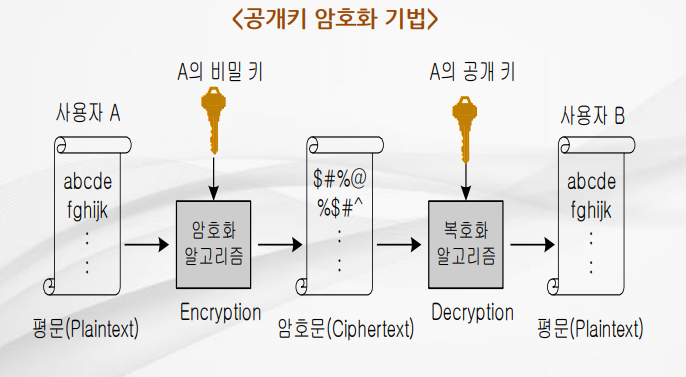 <공개키 암호화 기법>
A의 비밀 키
A의 공개 키
사용자 A
사용자 B
abcde
fghijk
:
:
암호화
알고리즘
$#%@
%$#^
:
:
복호화
알고리즘
abcde
fghijk
:
:
Encryption
Decryption
평문(Plaintext)
암호문(Ciphertext)
평문(Plaintext)